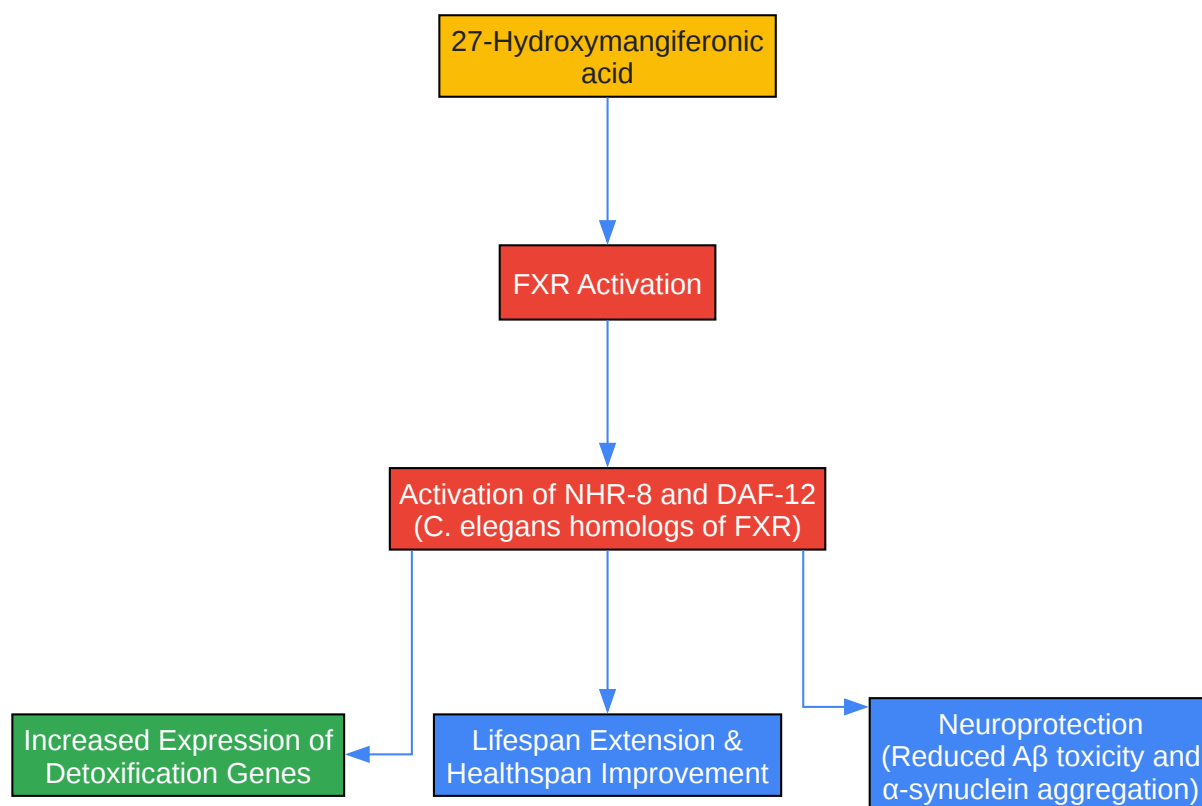 27-Hydroxymangiferonic
acid
FXR Activation
Activation of NHR-8 and DAF-12
(C. elegans homologs of FXR)
Increased Expression of
Detoxification Genes
Lifespan Extension &
Healthspan Improvement
Neuroprotection
(Reduced Aβ toxicity and
α-synuclein aggregation)